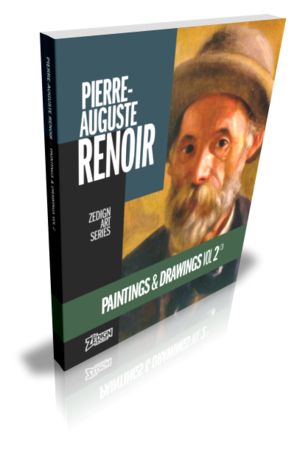 PIERRE-
AUGUSTE
RENOIR
ZEDIGN
ART
SERIES
PAINTINGS & DRAWINGS VOL 2
ZEDIGN
PIERRE-AUGUSTE RENOIR - PAINTINGS & DRAWINGS VOL 2